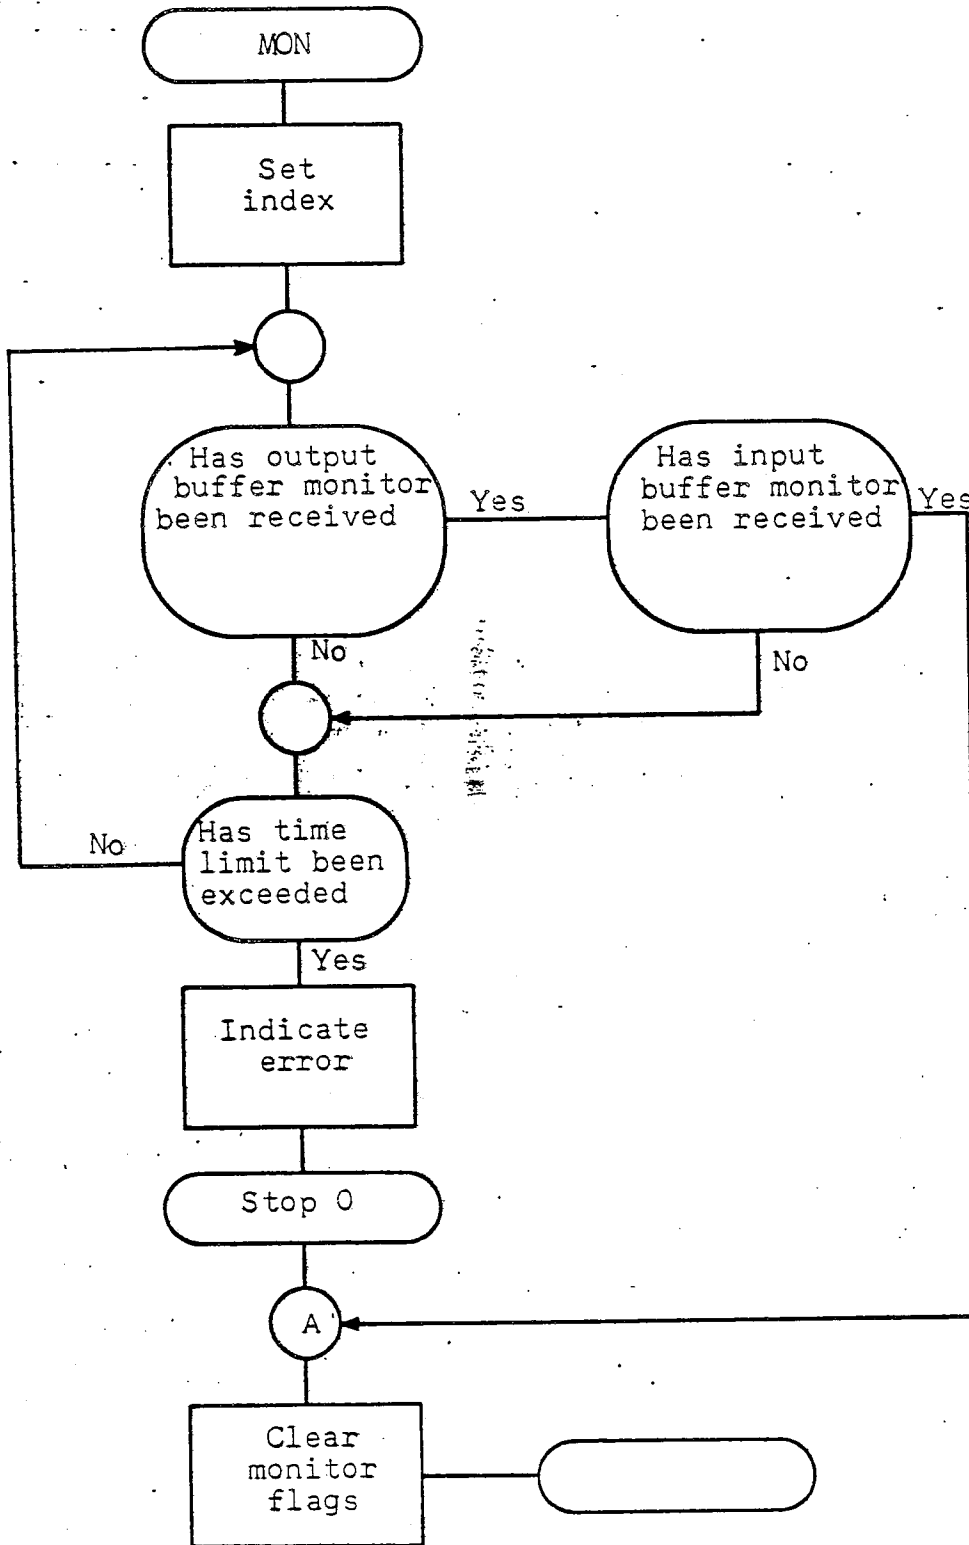 MON
Set
index
Has output
buffer monitor
been received
Yes
Has input
buffer monitor
been received
Yes
No
No
Has time
limit been
exceeded
No
Yes
Indicate
error
Stop 0
A
Clear
monitor
flags